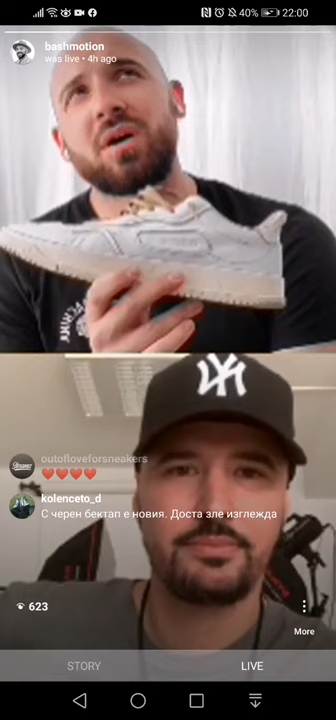 40% 22:00
bashmotion
was live • 4h ago
NY
outofloveforsneakers
kolenceto_d
С черен бектап е новия. Доста зле изглежда
623
More
STORY
LIVE